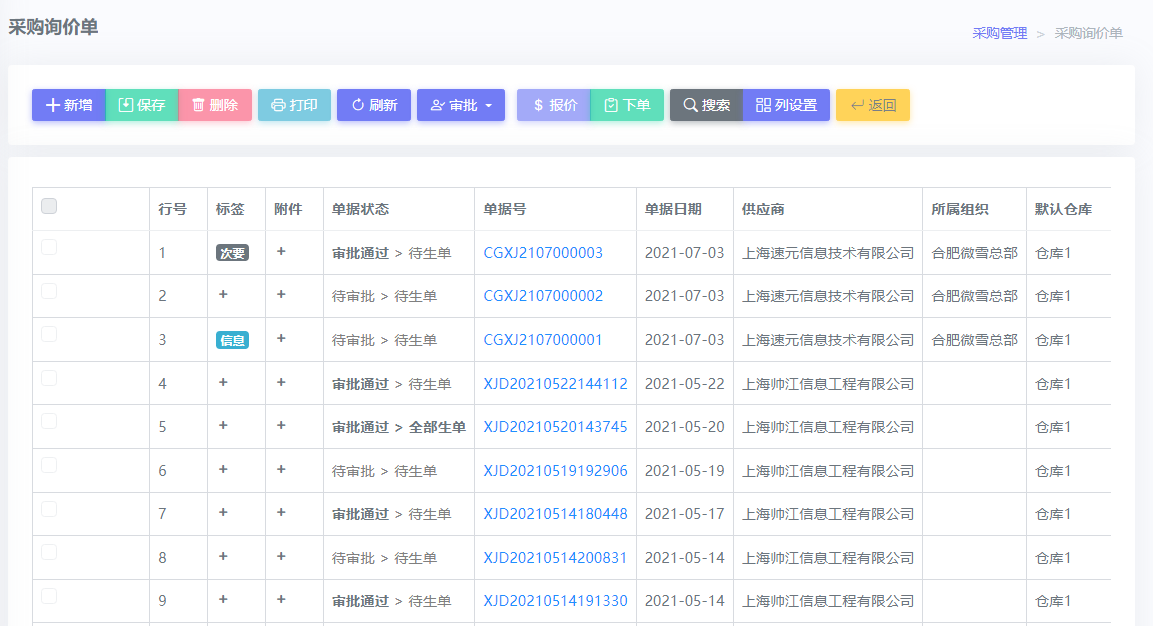 采购询价单
采购管理 > 采购询价单
新增 保存 删除 打印 刷新 审批 $ 报价 下单 搜索 列设置 返回
行号 标签 附件 单据状态 单据号 单据日期 供应商 所属组织 默认仓库
1 次要 + 审批通过 > 待生单 CGXJ2107000003 2021-07-03 上海速元信息技术有限公司 合肥微雪总部 仓库1
2 + + 待审批 > 待生单 CGXJ2107000002 2021-07-03 上海速元信息技术有限公司 合肥微雪总部 仓库1
3 信息 + 待审批 > 待生单 CGXJ2107000001 2021-07-03 上海速元信息技术有限公司 合肥微雪总部 仓库1
4 + + 审批通过 > 待生单 XJD20210522144112 2021-05-22 上海帅江信息工程有限公司 仓库1
5 + + 审批通过 > 全部生单 XJD20210520143745 2021-05-20 上海帅江信息工程有限公司 仓库1
6 + + 待审批 > 待生单 XJD20210519192906 2021-05-19 上海帅江信息工程有限公司 仓库1
7 + + 审批通过 > 待生单 XJD20210514180448 2021-05-17 上海帅江信息工程有限公司 仓库1
8 + + 待审批 > 待生单 XJD20210514200831 2021-05-14 上海帅江信息工程有限公司 仓库1
9 + + 审批通过 > 待生单 XJD20210514191330 2021-05-14 上海帅江信息工程有限公司 仓库1